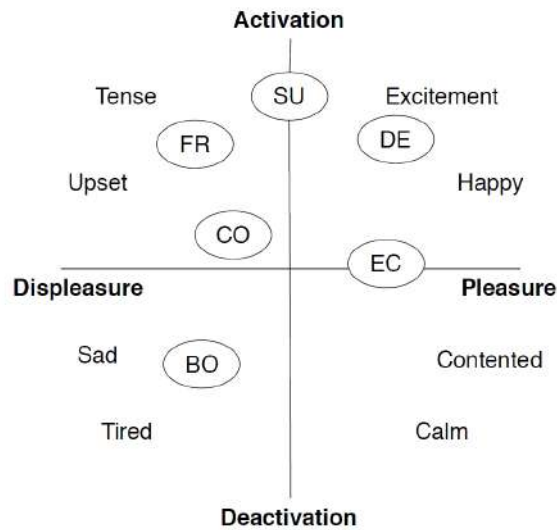 Activation
Tense SU Excitement
FR DE
Upset Happy
CO
EC
Displeasure Pleasure
Sad BO Contented
Tired Calm
Deactivation